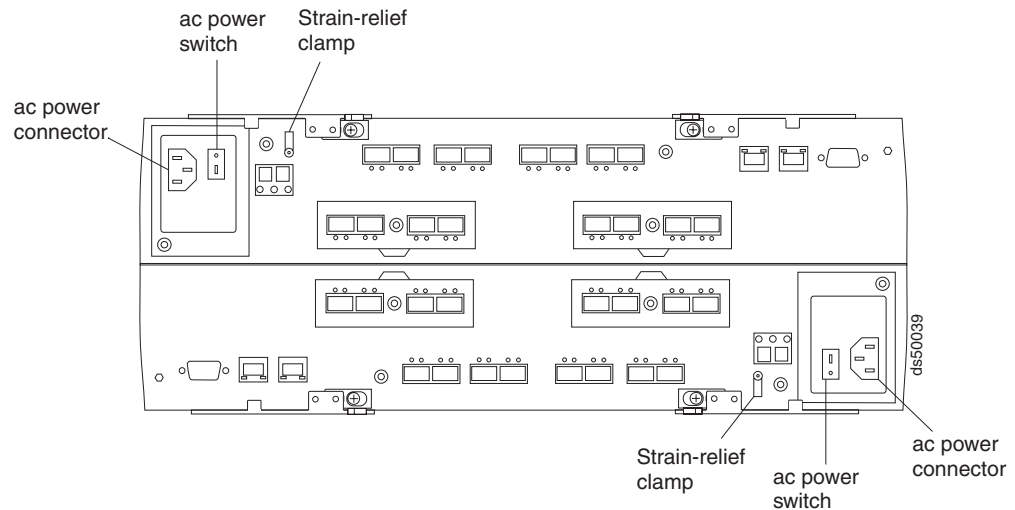 ac power
switch
Strain-relief
clamp
ac power
connector
ds50039
Strain-relief
clamp
ac power
switch
ac power
connector